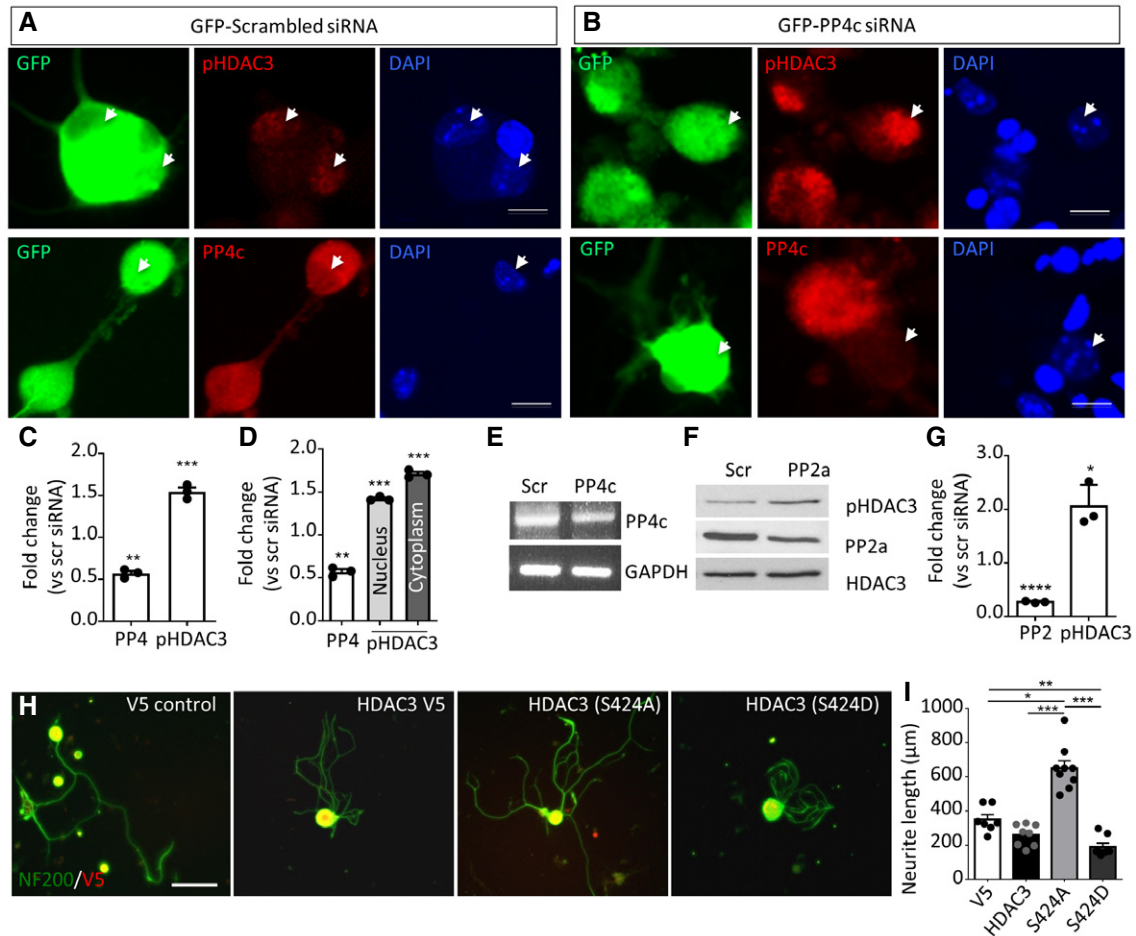 A
GFP-Scrambled siRNA
B
GFP-PP4c siRNA
GFP
pHDAC3
DAPI
GFP
pHDAC3
DAPI
GFP
PP4c
DAPI
GFP
PP4c
DAPI
C
Fold change
(vs scr siRNA)
2.0
1.5
1.0
0.5
0.0
**
***
PP4 pHDAC3
D
Fold change
(vs scr siRNA)
2.0
1.5
1.0
0.5
0.0
**
***
***
Nucleus
Cytoplasm
PP4
pHDAC3
E
Scr PP4c
PP4c
GAPDH
F
Scr PP2a
pHDAC3
PP2a
HDAC3
G
Fold change
(vs scr siRNA)
3.0
2.0
1.0
0.0
****
*
PP2 pHDAC3
H
V5 control
HDAC3 V5
HDAC3 (S424A)
HDAC3 (S424D)
NF200/V5
I
Neurite length (µm)
1000
800
600
400
200
0
**
*
***
***
V5
HDAC3
S424A
S424D